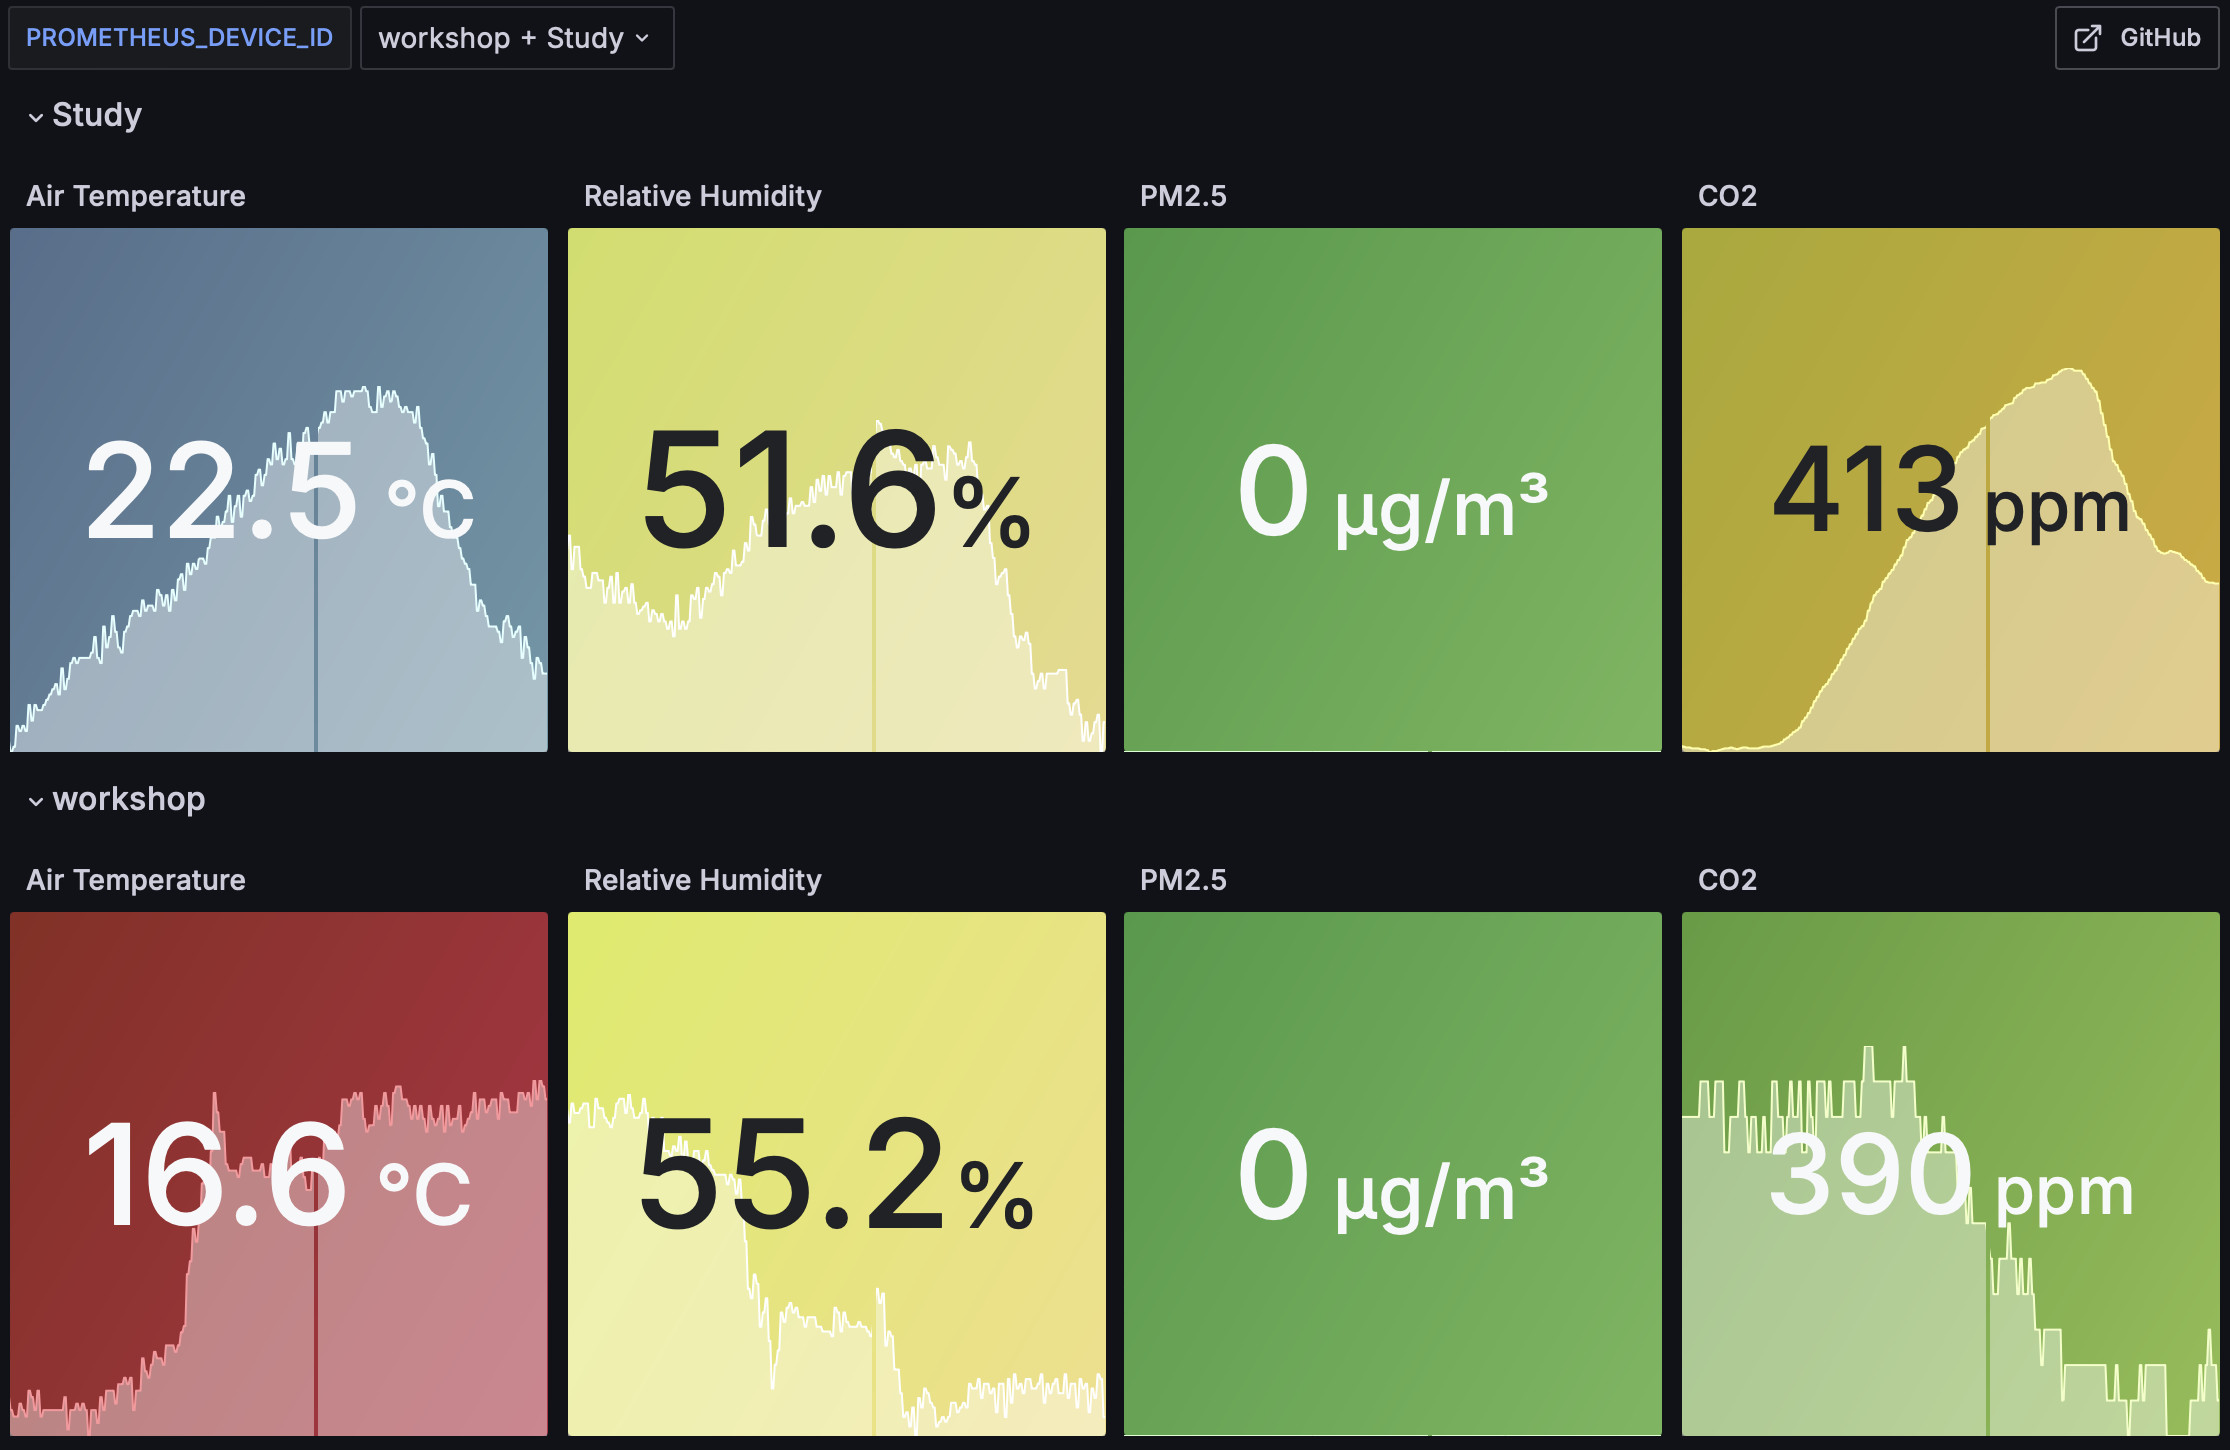 PROMETHEUS_DEVICE_ID workshop + Study GitHub
Study
Air Temperature Relative Humidity PM2.5 CO2
22.5 °C 51.6% 0 μg/m³ 413 ppm
workshop
Air Temperature Relative Humidity PM2.5 CO2
16.6 °C 55.2% 0 μg/m³ 390 ppm